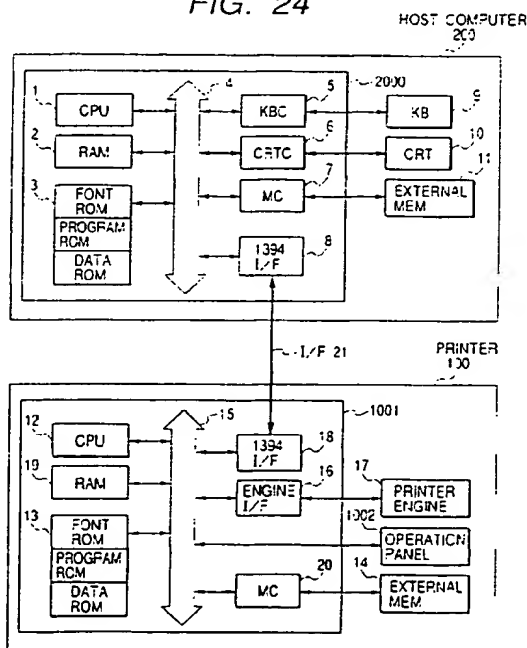 FIG. 24
HOST COMPUTER
200
4
2000
1
CPU
5
KBC
9
KB
2
RAM
6
CRTC
10
CRT
3
FONT
ROM
PROGRAM
ROM
DATA
ROM
7
MC
11
EXTERNAL
MEM
8
1394
I/F
I/F 21
PRINTER
100
15
1001
12
CPU
18
1394
I/F
19
RAM
16
ENGINE
I/F
17
PRINTER
ENGINE
1002
OPERATION
PANEL
13
FONT
ROM
PROGRAM
ROM
DATA
ROM
20
MC
14
EXTERNAL
MEM